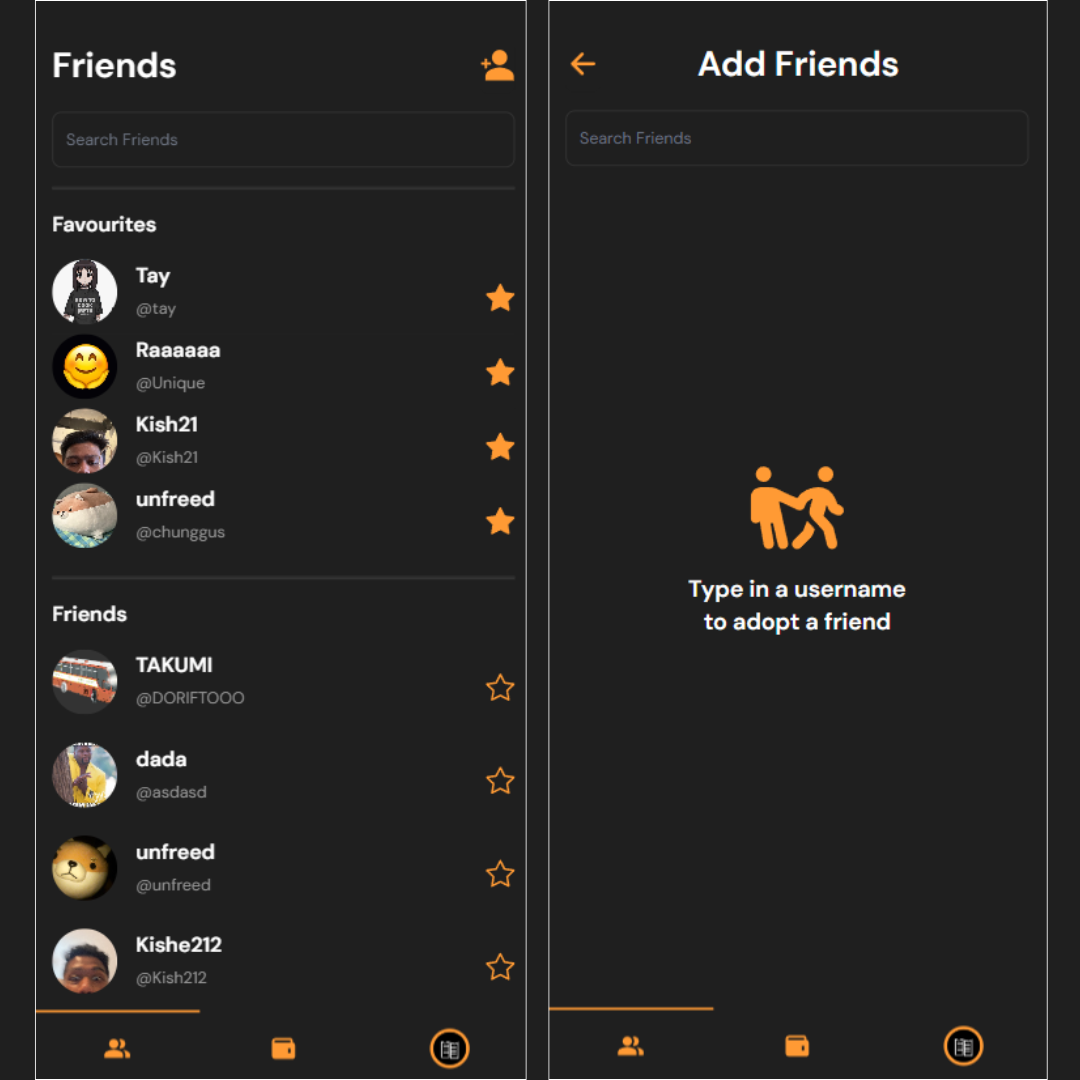 Friends
Search Friends
Favourites
Tay
@tay
Raaaaaa
@Unique
Kish21
@Kish21
unfreed
@chunggus
Friends
TAKUMI
@DORIFTOOO
dada
@asdasd
unfreed
@unfreed
Kishe212
@Kish212
Add Friends
Search Friends
Type in a username
to adopt a friend